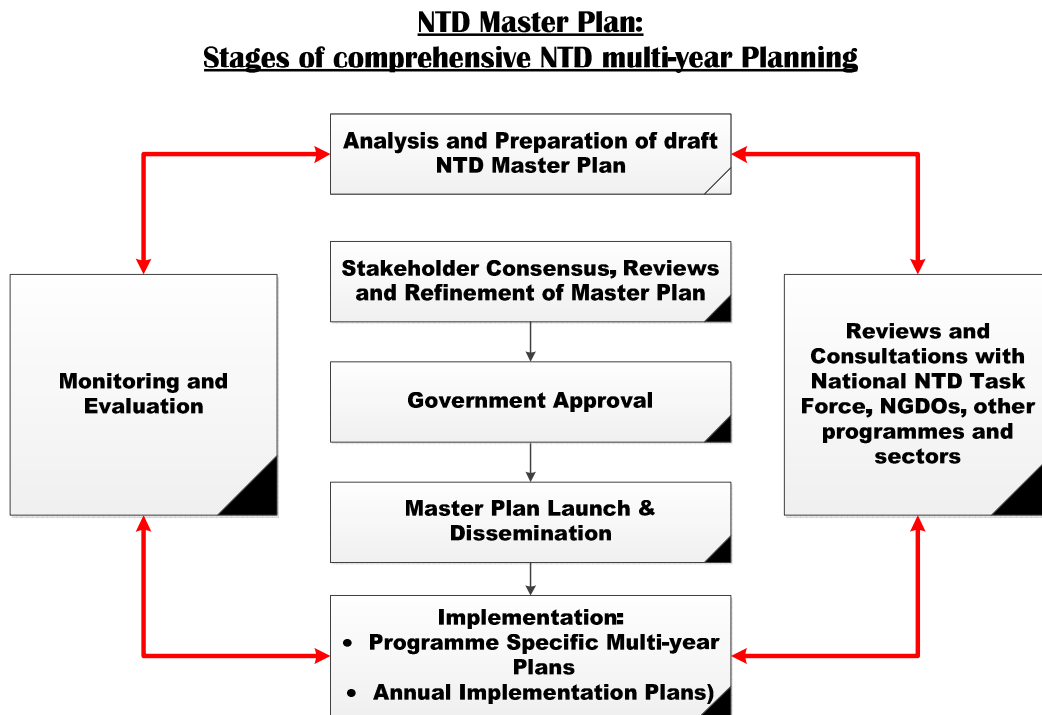 NTD Master Plan:
Stages of comprehensive NTD multi-year Planning
Analysis and Preparation of draft
NTD Master Plan
Stakeholder Consensus, Reviews
and Refinement of Master Plan
Monitoring and
Evaluation
Government Approval
Reviews and
Consultations with
National NTD Task
Force, NGDOs, other
programmes and
sectors
Master Plan Launch &
Dissemination
Implementation:
• Programme Specific Multi-year
Plans
• Annual Implementation Plans)